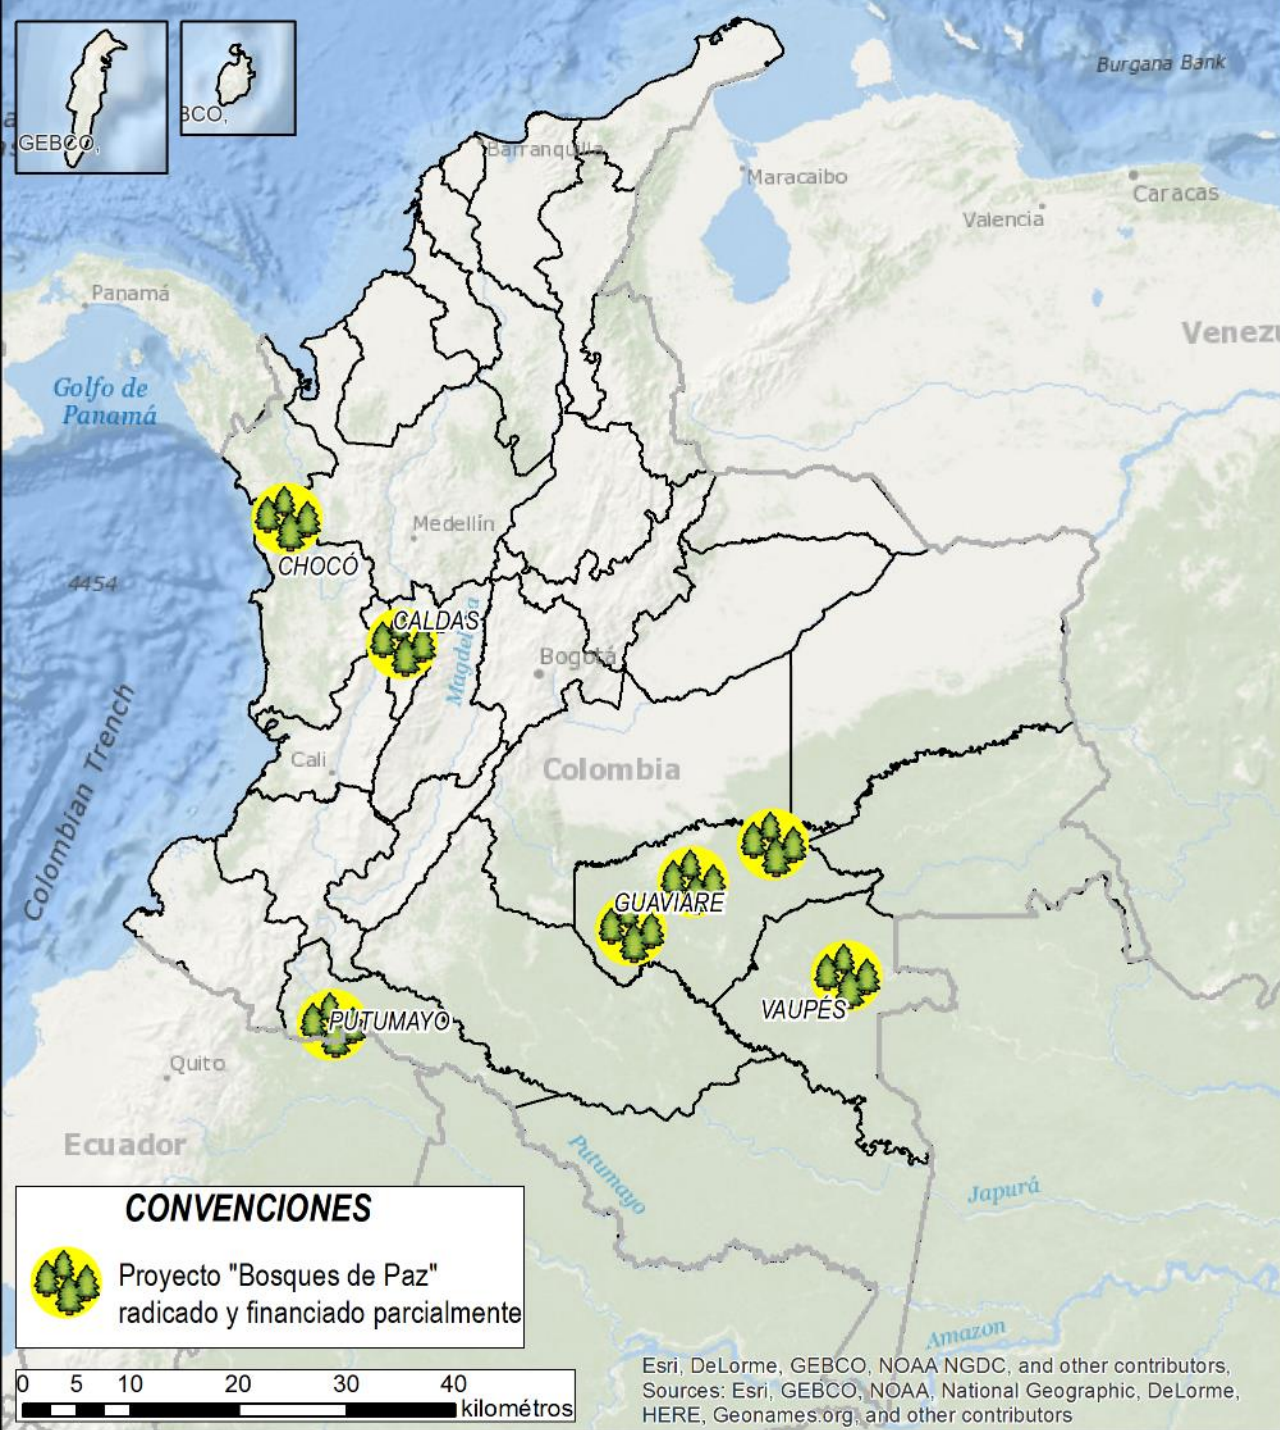 GEBCO,
BCO,
Burgana Bank
Barranquilla
Maracaibo
Caracas
Valencia
Panamá
Venezu
Golfo de
Panamá
Medellín
CHOCÓ
4454
CALDAS
Magdalena
Bogotá
Colombian Trench
Cali
Colombia
GUAVIARE
VAUPÉS
PUTUMAYO
Quito
Ecuador
Putumayo
Japurá
Amazon
CONVENCIONES
Proyecto "Bosques de Paz"
radicado y financiado parcialmente
0 5 10 20 30 40
kilométros
Esri, DeLorme, GEBCO, NOAA NGDC, and other contributors,
Sources: Esri, GEBCO, NOAA, National Geographic, DeLorme,
HERE, Geonames.org, and other contributors